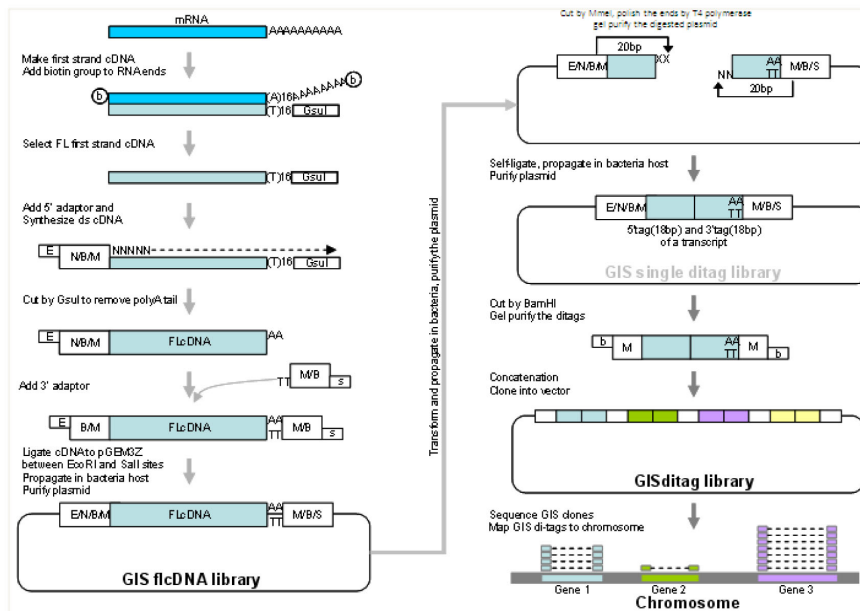 mRNA
AAAAAAAAAA
Make first strand cDNA
Add biotin group to RNA ends
b
(A)16AAAAAA
b
(T)16
GsuI
Select FL first strand cDNA
(T)16
GsuI
Add 5' adaptor and
Synthesize ds cDNA
E
N/B/M
NNNNN
(T)16
GsuI
Cut by GsuI to remove polyA tail
E
N/B/M
FLcDNA
AA
Add 3' adaptor
TT
M/B
s
E
B/M
FLcDNA
AA
TT
M/B
s
Ligate cDNA to pGEM3Z
between EcoRI and SalI sites
Propagate in bacteria host
Purify plasmid
E/N/B/M
FLcDNA
AA
TT
M/B/S
GIS flcDNA library
Transform and propagate in bacteria, purify the plasmid
Cut by MmeI, polish the ends by T4 polymerase
gel purify the digested plasmid
20bp
E/N/B/M
XX
NN
AA
TT
M/B/S
20bp
Self-ligate, propagate in bacteria host
Purify plasmid
E/N/B/M
AA
TT
M/B/S
5'tag(18bp) and 3'tag(18bp)
of a transcript
GIS single ditag library
Cut by BamHI
Gel purify the ditags
b
M
AA
TT
M
b
Concatenation
Clone into vector
GISditag library
Sequence GIS clones
Map GIS di-tags to chromosome
Gene 1
Gene 2
Gene 3
Chromosome